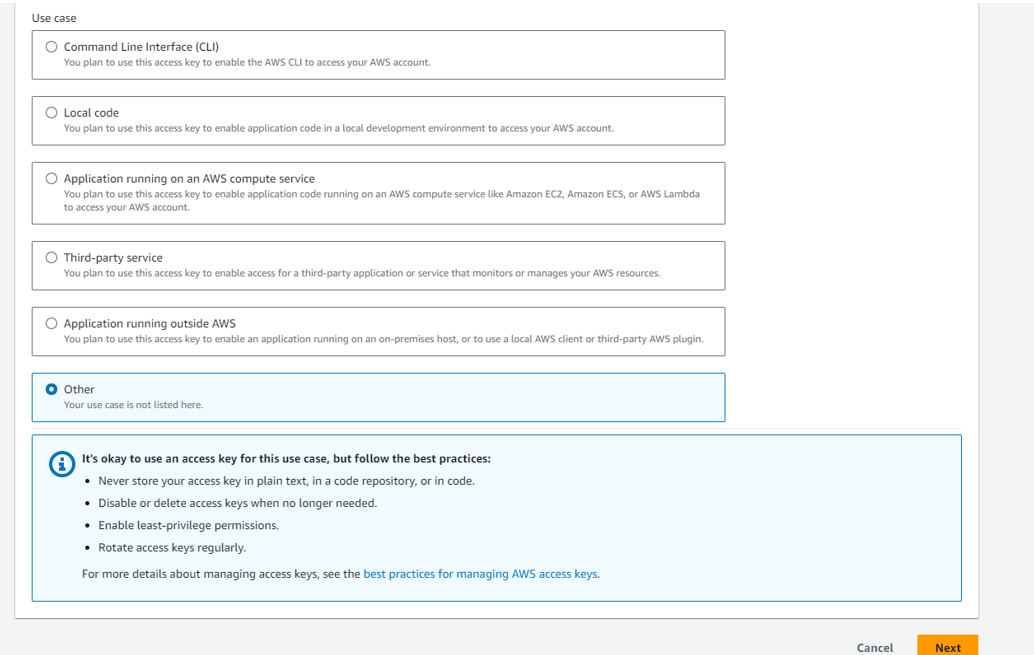 Use case
Command Line Interface (CLI)
You plan to use this access key to enable the AWS CLI to access your AWS account.
Local code
You plan to use this access key to enable application code in a local development environment to access your AWS account.
Application running on an AWS compute service
You plan to use this access key to enable application code running on an AWS compute service like Amazon EC2, Amazon ECS, or AWS Lambda
to access your AWS account.
Third-party service
You plan to use this access key to enable access for a third-party application or service that monitors or manages your AWS resources.
Application running outside AWS
You plan to use this access key to enable an application running on an on-premises host, or to use a local AWS client or third-party AWS plugin.
Other
Your use case is not listed here.
It's okay to use an access key for this use case, but follow the best practices:
• Never store your access key in plain text, in a code repository, or in code.
• Disable or delete access keys when no longer needed.
• Enable least-privilege permissions.
• Rotate access keys regularly.
For more details about managing access keys, see the best practices for managing AWS access keys.
Cancel Next